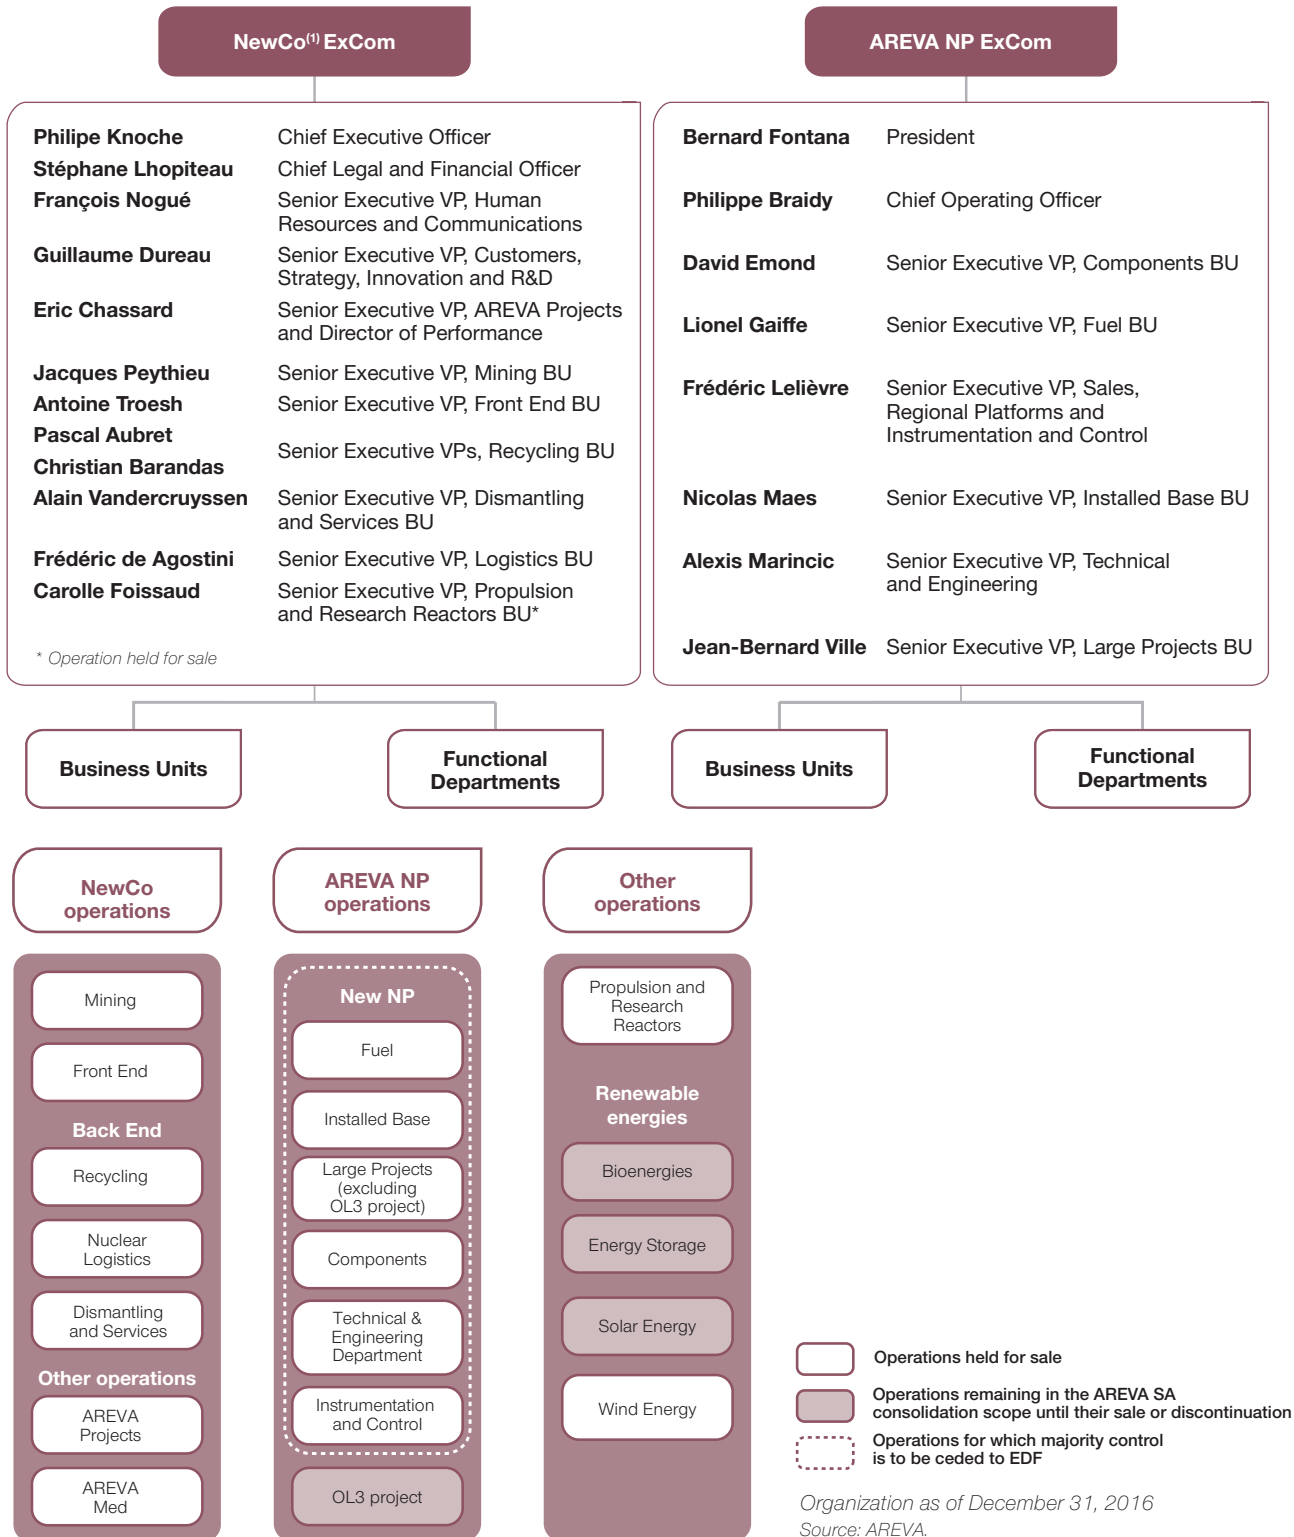 NewCo(1) ExCom
Philipe Knoche Chief Executive Officer
Stéphane Lhopiteau Chief Legal and Financial Officer
François Nogué Senior Executive VP, Human
Resources and Communications
Guillaume Dureau Senior Executive VP, Customers,
Strategy, Innovation and R&D
Eric Chassard Senior Executive VP, AREVA Projects
and Director of Performance
Jacques Peythieu Senior Executive VP, Mining BU
Antoine Troesh Senior Executive VP, Front End BU
Pascal Aubret
Senior Executive VPs, Recycling BU
Christian Barandas
Alain Vandercruyssen Senior Executive VP, Dismantling
and Services BU
Frédéric de Agostini Senior Executive VP, Logistics BU
Carolle Foissaud Senior Executive VP, Propulsion
and Research Reactors BU*
* Operation held for sale
Business Units
Functional
Departments
AREVA NP ExCom
Bernard Fontana President
Philippe Braidy Chief Operating Officer
David Emond Senior Executive VP, Components BU
Lionel Gaiffe Senior Executive VP, Fuel BU
Frédéric Lelièvre Senior Executive VP, Sales,
Regional Platforms and
Instrumentation and Control
Nicolas Maes Senior Executive VP, Installed Base BU
Alexis Marincic Senior Executive VP, Technical
and Engineering
Jean-Bernard Ville Senior Executive VP, Large Projects BU
Business Units
Functional
Departments
NewCo
operations
Mining
Front End
Back End
Recycling
Nuclear
Logistics
Dismantling
and Services
Other operations
AREVA
Projects
AREVA
Med
AREVA NP
operations
New NP
Fuel
Installed Base
Large Projects
(excluding
OL3 project)
Components
Technical &
Engineering
Department
Instrumentation
and Control
OL3 project
Other
operations
Propulsion and
Research
Reactors
Renewable
energies
Bioenergies
Energy Storage
Solar Energy
Wind Energy
Operations held for sale
Operations remaining in the AREVA SA
consolidation scope until their sale or discontinuation
Operations for which majority control
is to be ceded to EDF
Organization as of December 31, 2016
Source: AREVA.